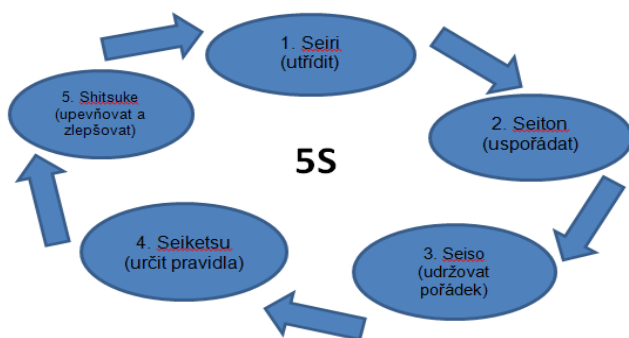 1. Seiri
(utřídit)
2. Seiton
(uspořádat)
3. Seiso
(udržovat
pořádek)
4. Seiketsu
(určit pravidla)
5. Shitsuke
(upevňovat a
zlepšovat)
5S